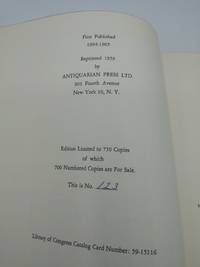 First Published
1894-1905
Reprinted 1959
by
ANTIQUARIAN PRESS LTD.
303 Fourth Avenue
New York 10, N. Y.
Edition Limited to 750 Copies
of which
700 Numbered Copies are For Sale.
This is No. 123
Library of Congress Catalog Card Number: 59-15116